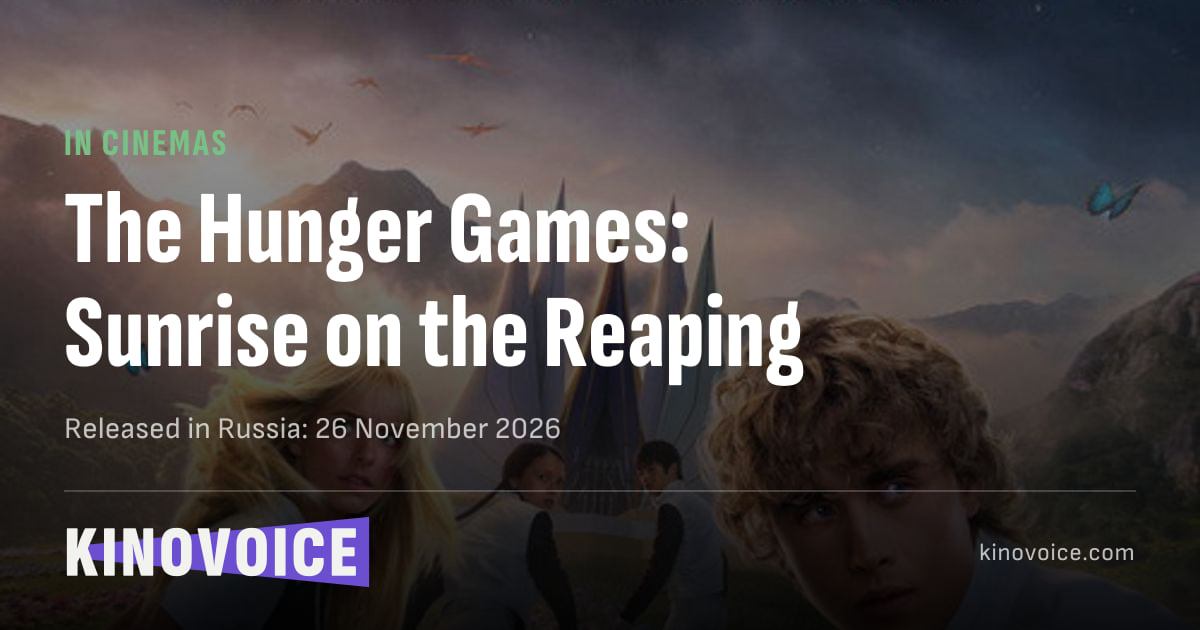 IN CINEMAS
The Hunger Games:
Sunrise on the Reaping
Released in Russia: 26 November 2026
KINOVOICE
kinovoice.com